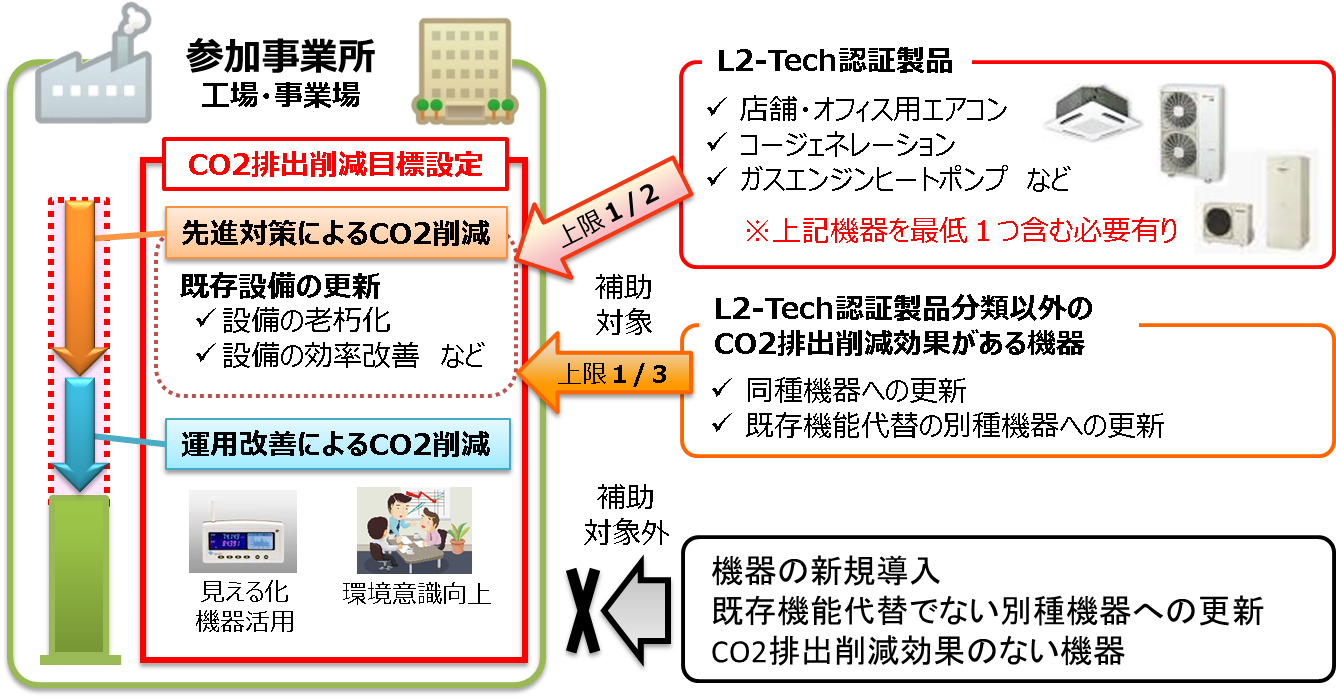 参加事業所
工場・事業場
CO2排出削減目標設定
先進対策によるCO2削減
既存設備の更新
✓ 設備の老朽化
✓ 設備の効率改善　など
運用改善によるCO2削減
見える化
機器活用
環境意識向上
上限1/2
補助
対象
上限1/3
補助
対象外
L2-Tech認証製品
✓ 店舗・オフィス用エアコン
✓ コージェネレーション
✓ ガスエンジンヒートポンプ　など
※上記機器を最低１つ含む必要有り
L2-Tech認証製品分類以外の
CO2排出削減効果がある機器
✓ 同種機器への更新
✓ 既存機能代替の別種機器への更新
機器の新規導入
既存機能代替でない別種機器への更新
CO2排出削減効果のない機器